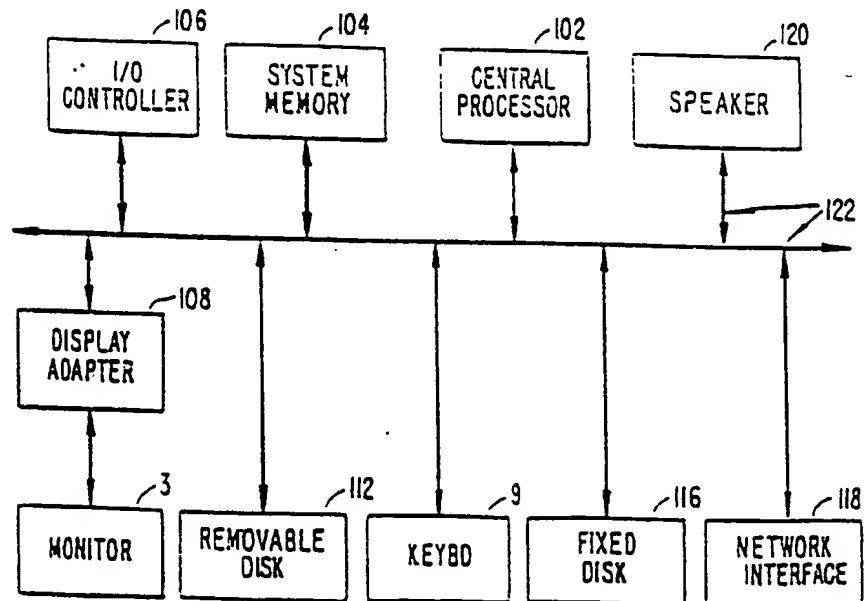 106
104
102
120
I/O
CONTROLLER
SYSTEM
MEMORY
CENTRAL
PROCESSOR
SPEAKER
122
108
DISPLAY
ADAPTER
3
112
9
116
118
MONITOR
REMOVABLE
DISK
KEYBD
FIXED
DISK
NETWORK
INTERFACE